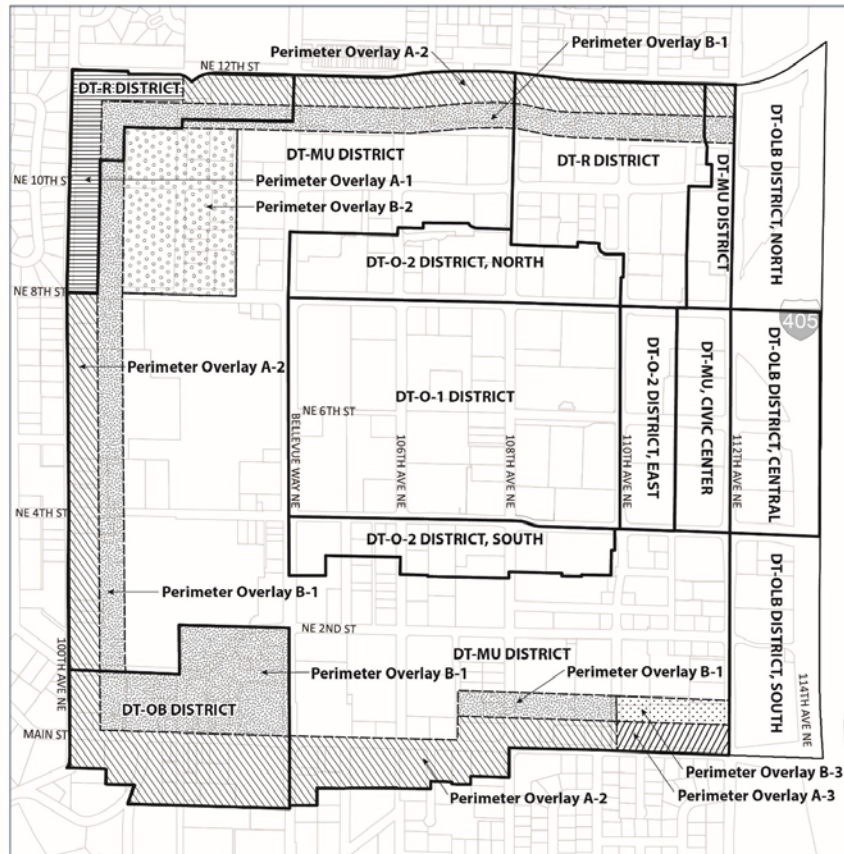 Perimeter Overlay A-2
Perimeter Overlay B-1
NE 12TH ST
DT-R DISTRICT
DT-MU DISTRICT
DT-R DISTRICT
NE 10TH ST
Perimeter Overlay A-1
Perimeter Overlay B-2
DT-MU DISTRICT
DT-OLB DISTRICT, NORTH
DT-O-2 DISTRICT, NORTH
NE 8TH ST
405
Perimeter Overlay A-2
DT-O-1 DISTRICT
NE 6TH ST
BELLEVUE WAY NE
106TH AVE NE
108TH AVE NE
110TH AVE NE
DT-O-2 DISTRICT, EAST
DT-MU, CIVIC CENTER
112TH AVE NE
DT-OLB DISTRICT, CENTRAL
NE 4TH ST
DT-O-2 DISTRICT, SOUTH
Perimeter Overlay B-1
NE 2ND ST
DT-MU DISTRICT
DT-OLB DISTRICT, SOUTH
100TH AVE NE
Perimeter Overlay B-1
Perimeter Overlay B-1
114TH AVE NE
DT-OB DISTRICT
MAIN ST
Perimeter Overlay B-3
Perimeter Overlay A-2
Perimeter Overlay A-3